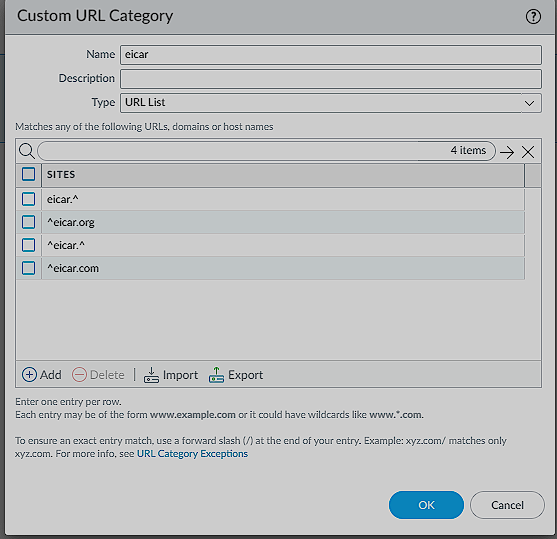 Custom URL Category
Name eicar
Description
Type URL List
Matches any of the following URLs, domains or host names
4 items
SITES
eicar.^
^eicar.org
^eicar.^
^eicar.com
Add Delete Import Export
Enter one entry per row.
Each entry may be of the form www.example.com or it could have wildcards like www.*.com.
To ensure an exact entry match, use a forward slash (/) at the end of your entry. Example: xyz.com/ matches only
xyz.com. For more info, see URL Category Exceptions
OK Cancel